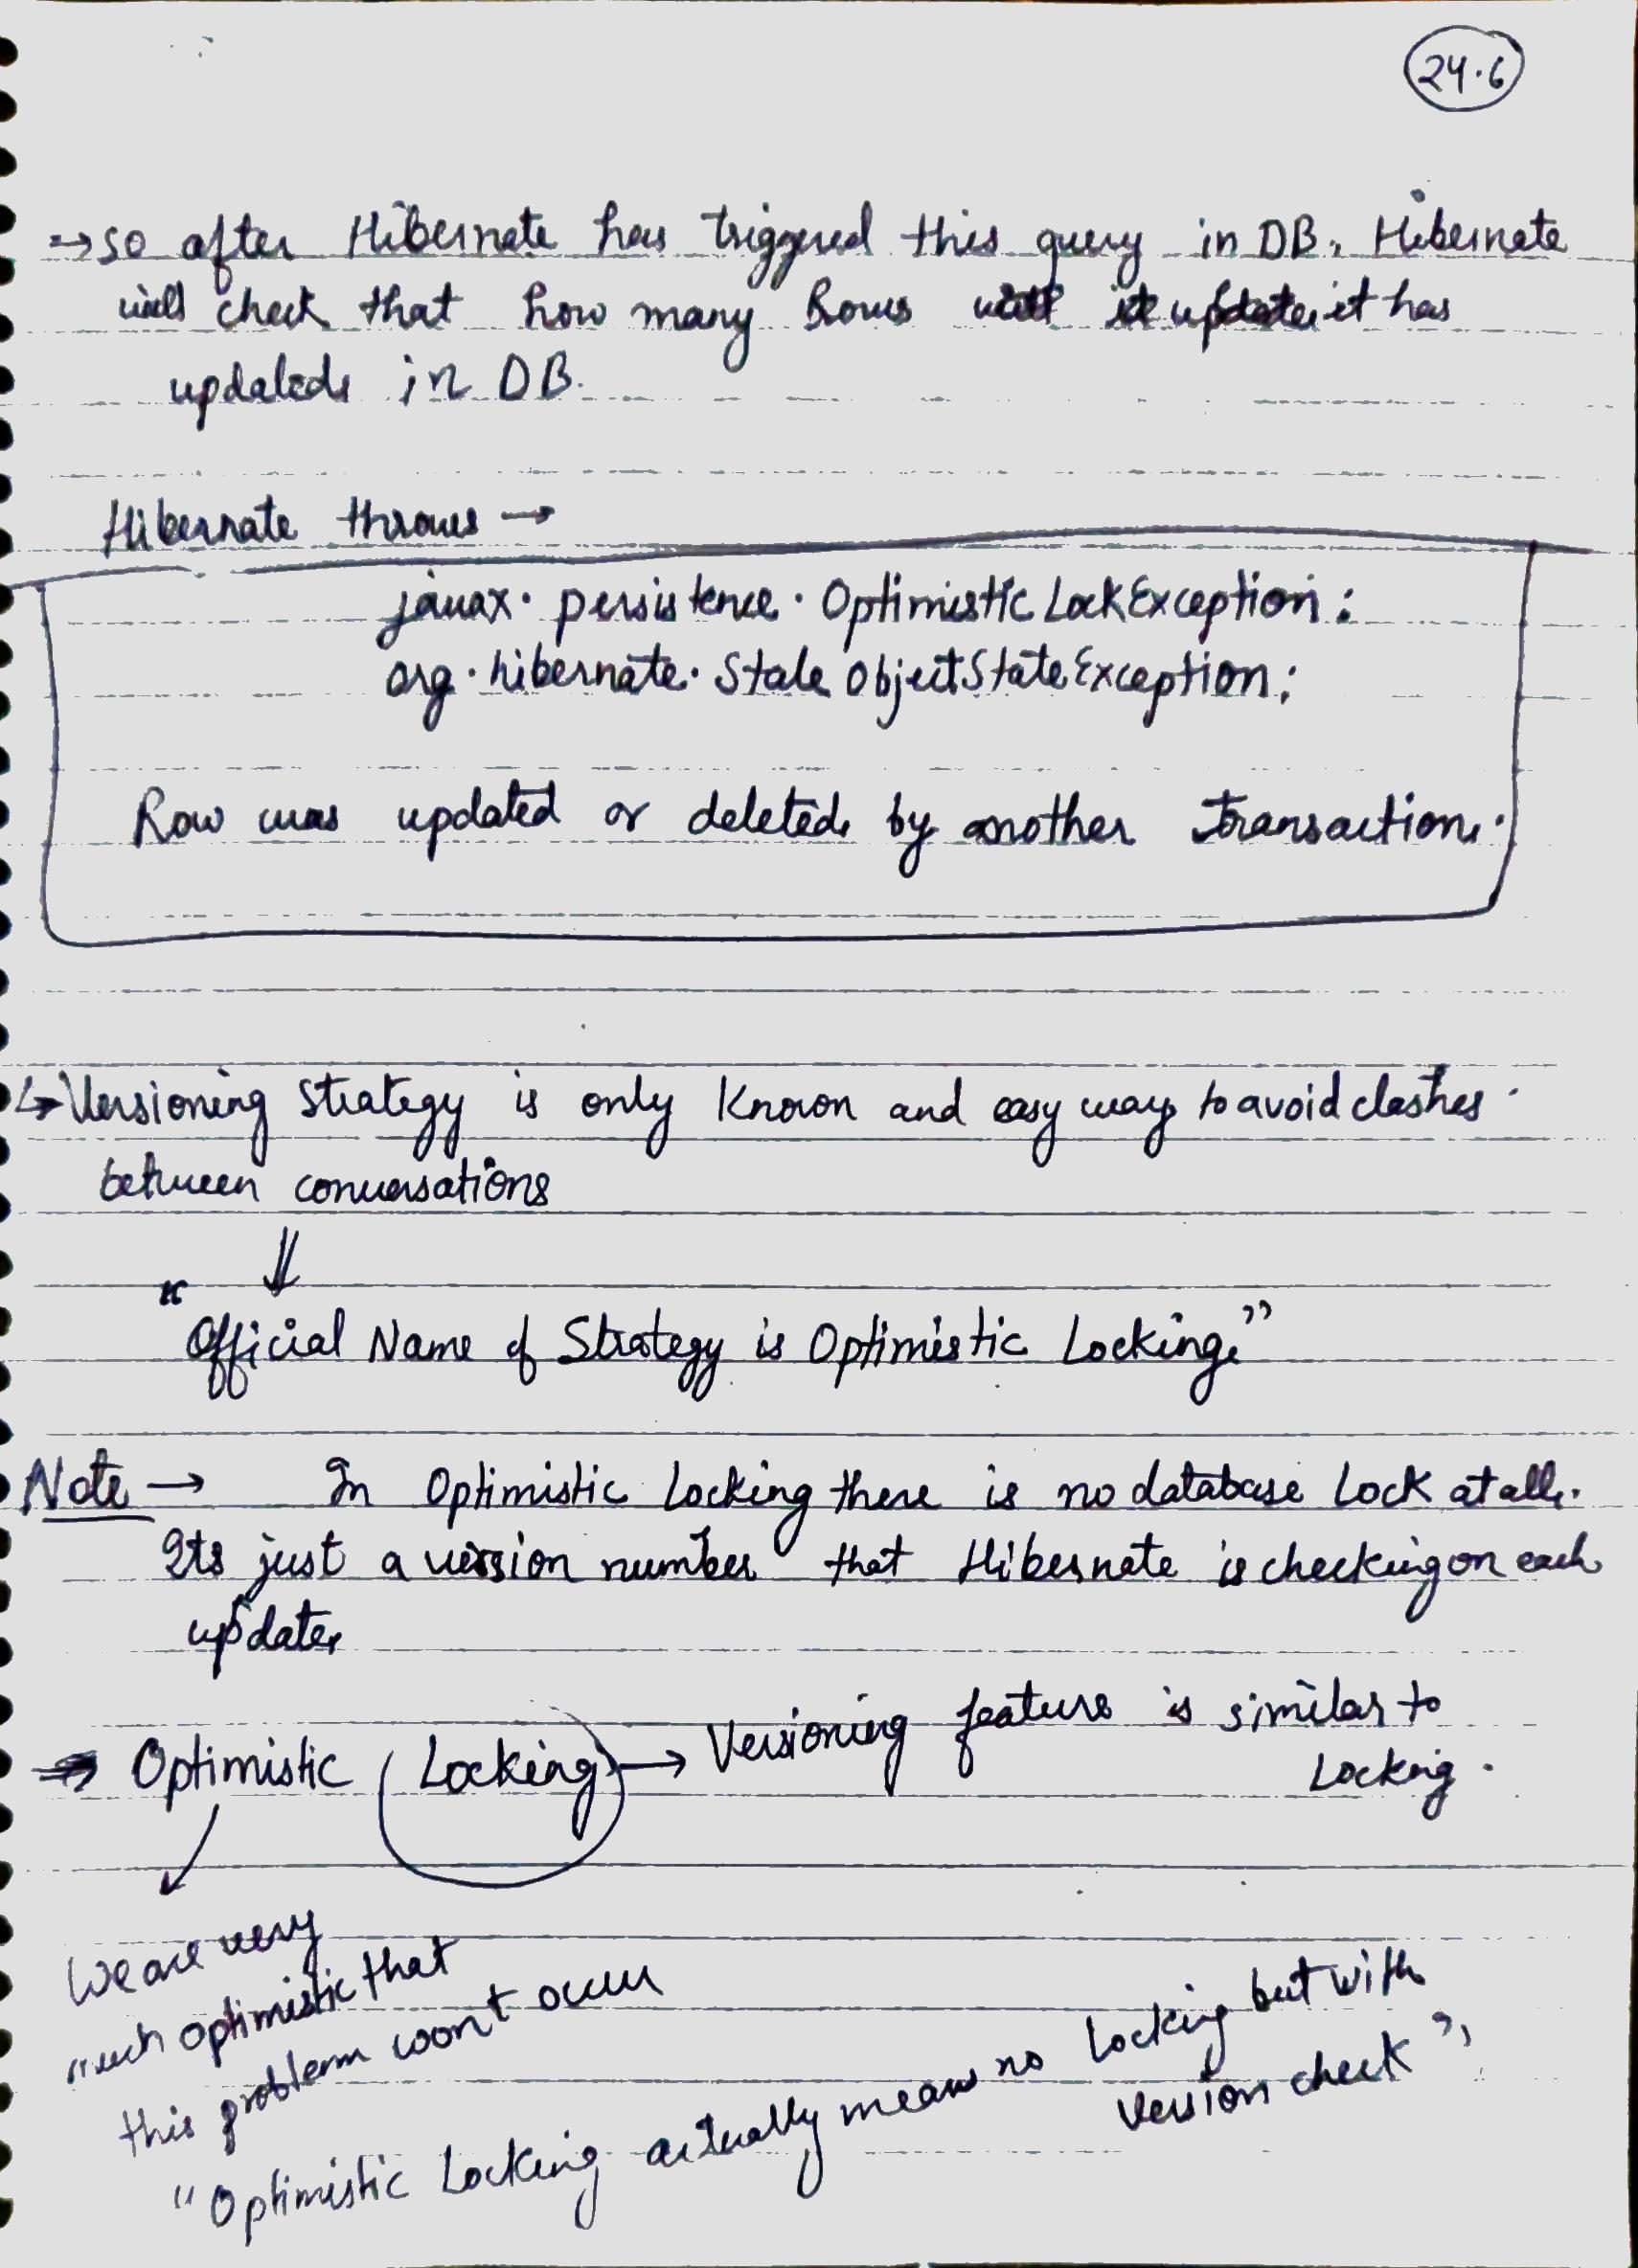 24.6
→ so after Hibernate has triggered this query in DB, Hibernate
will check that how many Rows will it update it has
updated in DB.
Hibernate throws →
javax. persistence. OptimisticLockException:
org. hibernate. StaleObjectStateException:
Row was updated or deleted by another Transaction.
↳ Versioning Strategy is only Known and easy way to avoid clashes
between conversations
⇓
"Official Name of Strategy is Optimistic Locking."
Note → In Optimistic Locking there is no database Lock at all.
Its just a version number that Hibernate is checking on each
update.
⇒ Optimistic Locking → Versioning feature is similar to
Locking.
We are very
much optimistic that
this problem won't occur
"Optimistic Locking actually means no Locking but with
version check"